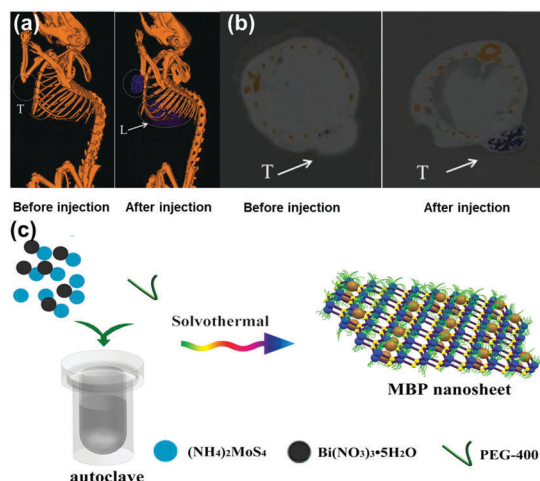 (a)
(b)
T
L
T
T
Before injection
After injection
Before injection
After injection
(c)
Solvothermal
MBP nanosheet
autoclave
(NH₄)₂MoS₄
Bi(NO₃)₃•5H₂O
PEG-400